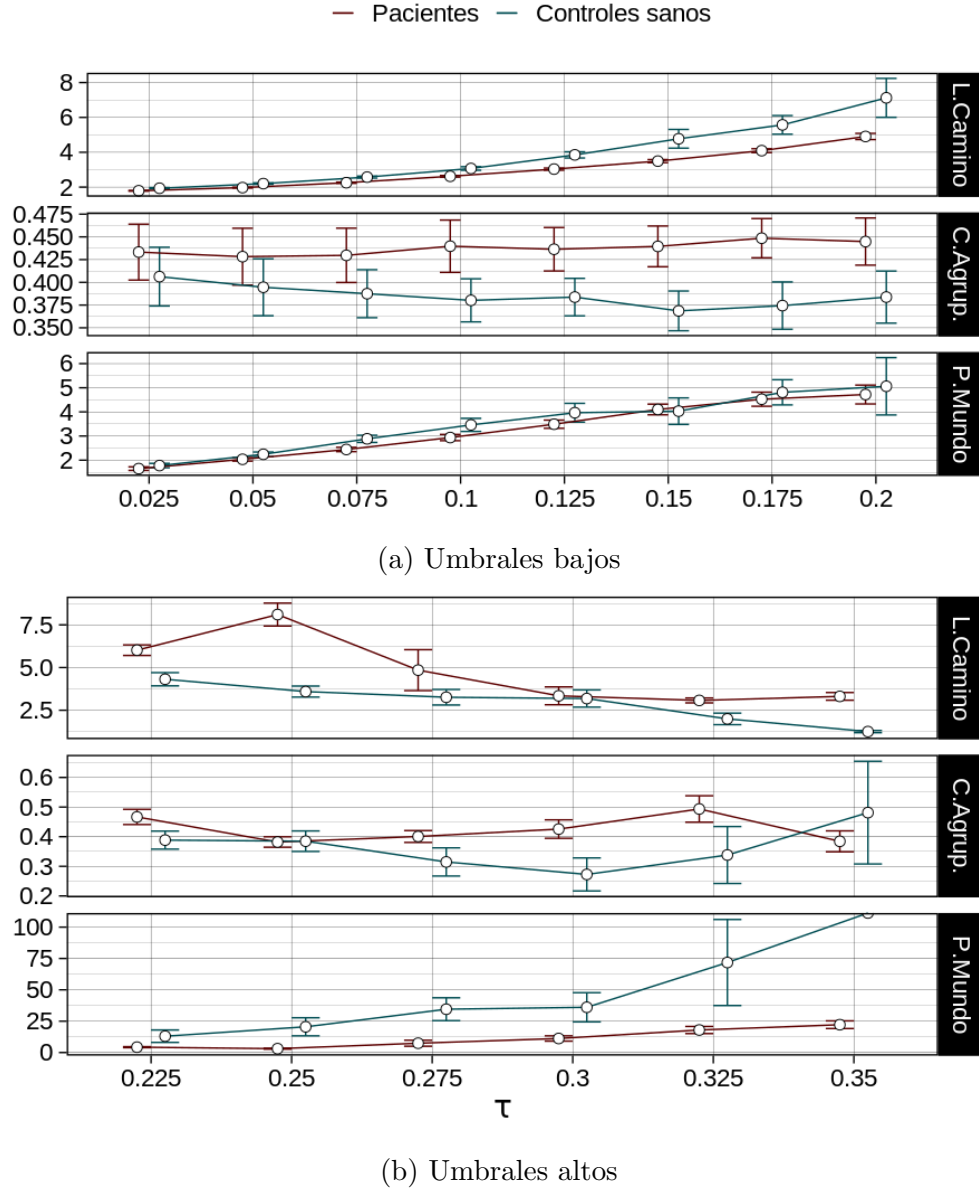 Pacientes Controles sanos
8
6
4
2
L.Camino
0.475
0.450
0.425
0.400
0.375
0.350
C.Agrup.
6
5
4
3
2
P.Mundo
0.025 0.05 0.075 0.1 0.125 0.15 0.175 0.2
(a) Umbrales bajos
7.5
5.0
2.5
L.Camino
0.6
0.5
0.4
0.3
0.2
C.Agrup.
100
75
50
25
0
P.Mundo
0.225 0.25 0.275 0.3 0.325 0.35
τ
(b) Umbrales altos